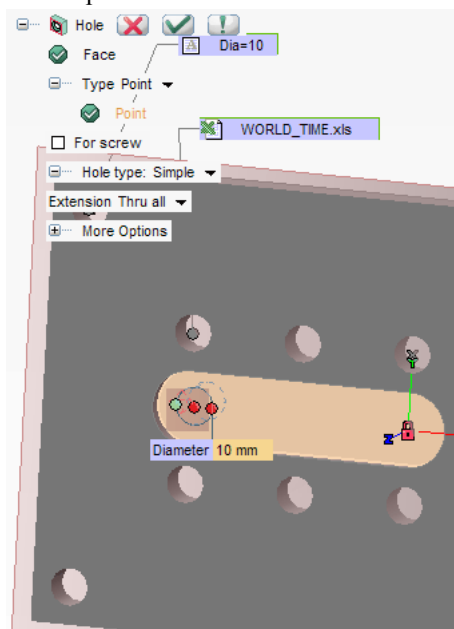 Hole
Dia=10
Face
Type Point
Point
WORLD_TIME.xls
For screw
Hole type: Simple
Extension Thru all
More Options
X
Y
Z
Diameter 10 mm